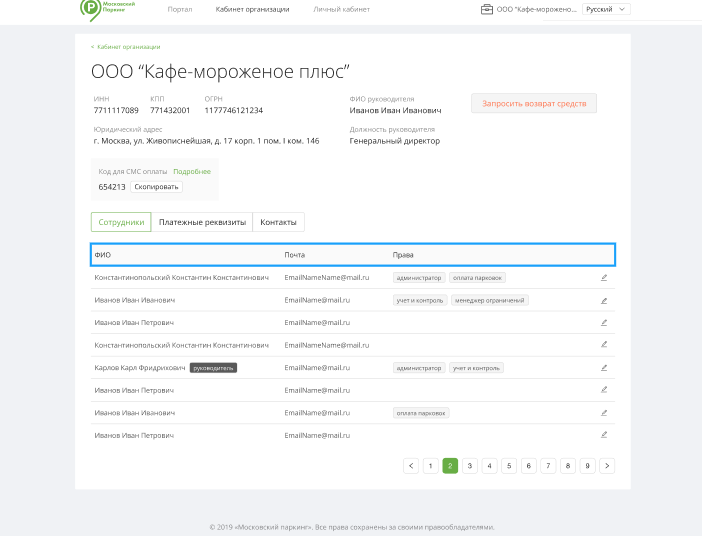 Московский
Паркинг
Портал Кабинет организации Личный кабинет ООО “Кафе-морожено... Русский
< Кабинет организации
ООО “Кафе-мороженое плюс”
ИНН КПП ОГРН ФИО руководителя
7711117089 771432001 1177746121234 Иванов Иван Иванович
Запросить возврат средств
Юридический адрес Должность руководителя
г. Москва, ул. Живописнейшая, д. 17 корп. 1 пом. I ком. 146 Генеральный директор
Код для СМС оплаты Подробнее
654213 Скопировать
Сотрудники Платежные реквизиты Контакты
ФИО Почта Права
Константинопольский Константин Константинович EmailNameName@mail.ru администратор оплата парковок
Иванов Иван Иванович EmailName@mail.ru учет и контроль менеджер ограничений
Иванов Иван Петрович EmailName@mail.ru
Константинопольский Константин Константинович EmailNameName@mail.ru
Карлов Карл Фридрихович руководитель EmailName@mail.ru администратор учет и контроль
Иванов Иван Петрович EmailName@mail.ru
Иванов Иван Иванович EmailName@mail.ru оплата парковок
Иванов Иван Петрович EmailName@mail.ru
< 1 2 3 4 5 6 7 8 9 >
© 2019 «Московский паркинг». Все права сохранены за своими правообладателями.